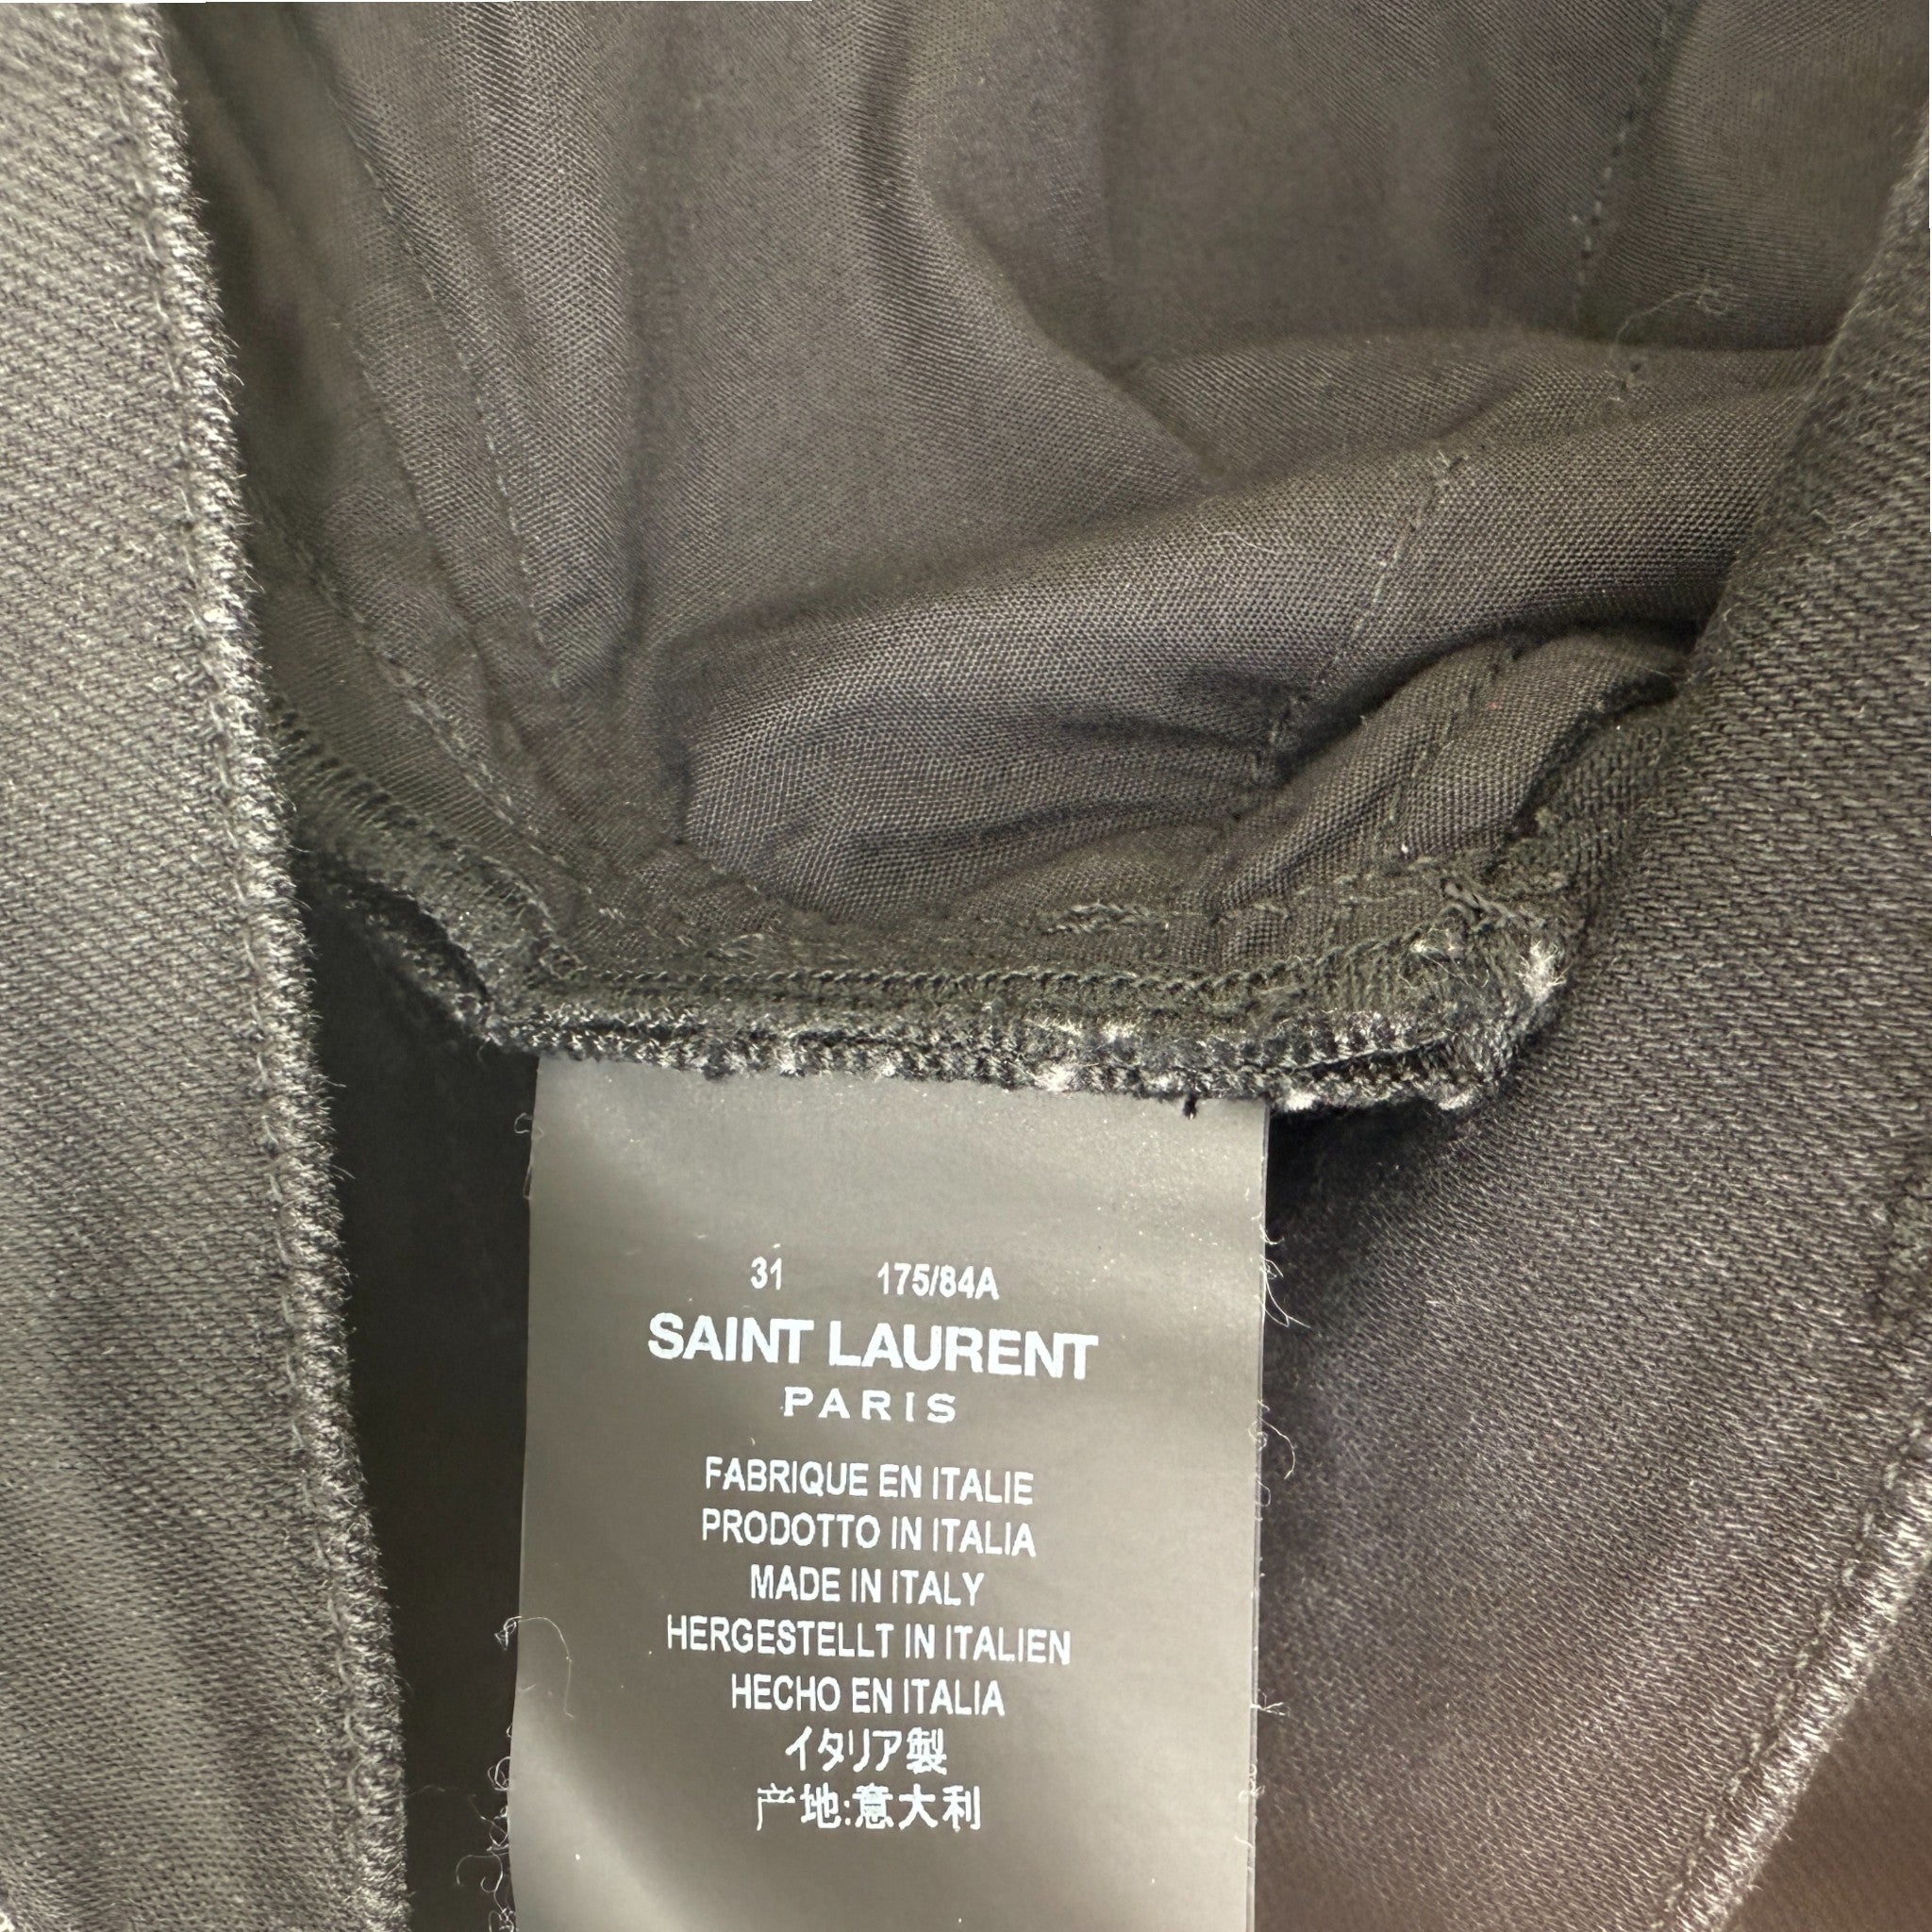 31 175/84A
SAINT LAURENT
PARIS
FABRIQUE EN ITALIE
PRODOTTO IN ITALIA
MADE IN ITALY
HERGESTELLT IN ITALIEN
HECHO EN ITALIA
イタリア製
产地:意大利